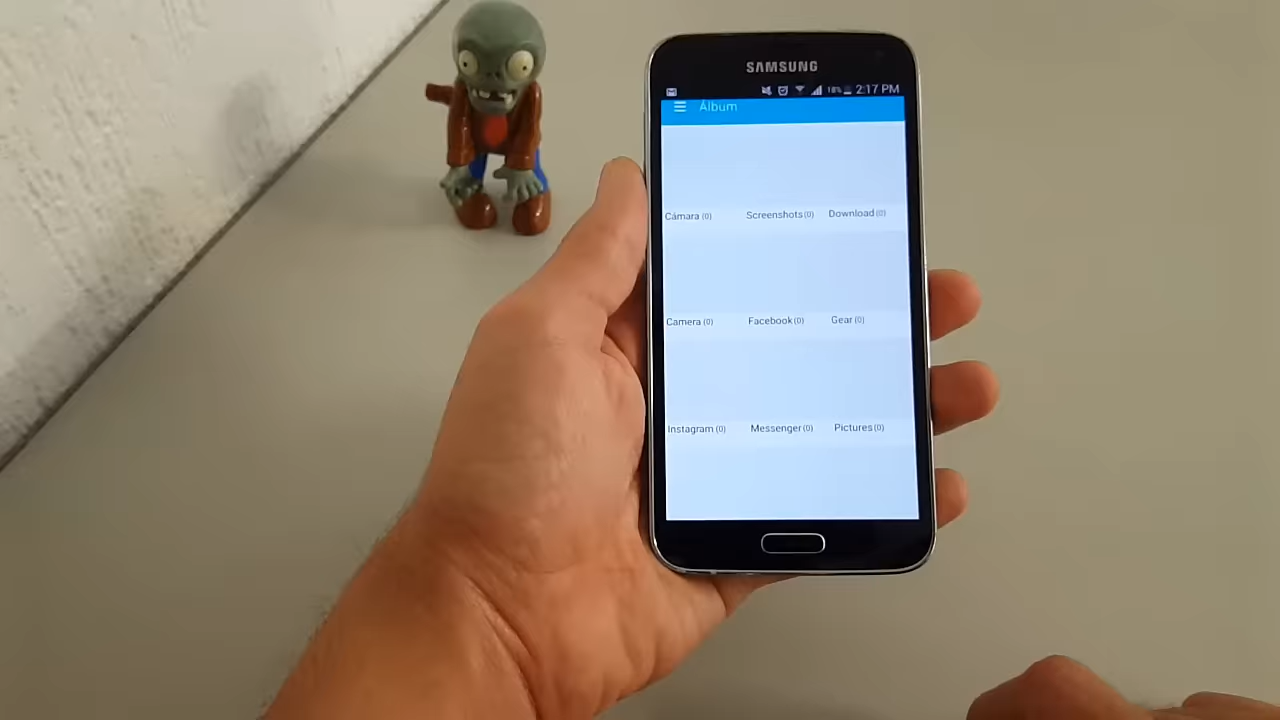 SAMSUNG
18% 2:17 PM
Álbum
Cámara (0) Screenshots (0) Download (0)
Camera (0) Facebook (0) Gear (0)
Instagram (0) Messenger (0) Pictures (0)